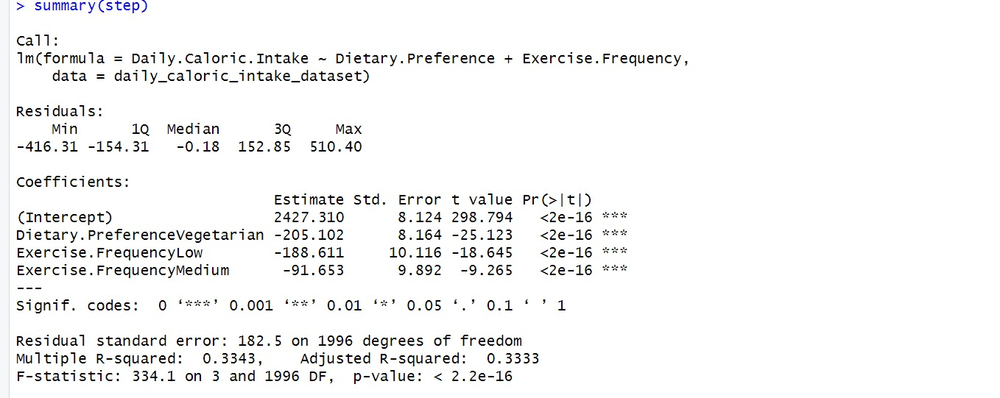 > summary(step)
Call:
lm(formula = Daily.Caloric.Intake ~ Dietary.Preference + Exercise.Frequency,
    data = daily_caloric_intake_dataset)
Residuals:
    Min      1Q  Median      3Q     Max
-416.31 -154.31   -0.18  152.85  510.40
Coefficients:
                             Estimate Std. Error t value Pr(>|t|)
(Intercept)                  2427.310      8.124 298.794   <2e-16 ***
Dietary.PreferenceVegetarian -205.102      8.164 -25.123   <2e-16 ***
Exercise.FrequencyLow        -188.611     10.116 -18.645   <2e-16 ***
Exercise.FrequencyMedium      -91.653      9.892  -9.265   <2e-16 ***
---
Signif. codes:  0 ‘***’ 0.001 ‘**’ 0.01 ‘*’ 0.05 ‘.’ 0.1 ‘ ’ 1
Residual standard error: 182.5 on 1996 degrees of freedom
Multiple R-squared:  0.3343,    Adjusted R-squared:  0.3333
F-statistic: 334.1 on 3 and 1996 DF,  p-value: < 2.2e-16